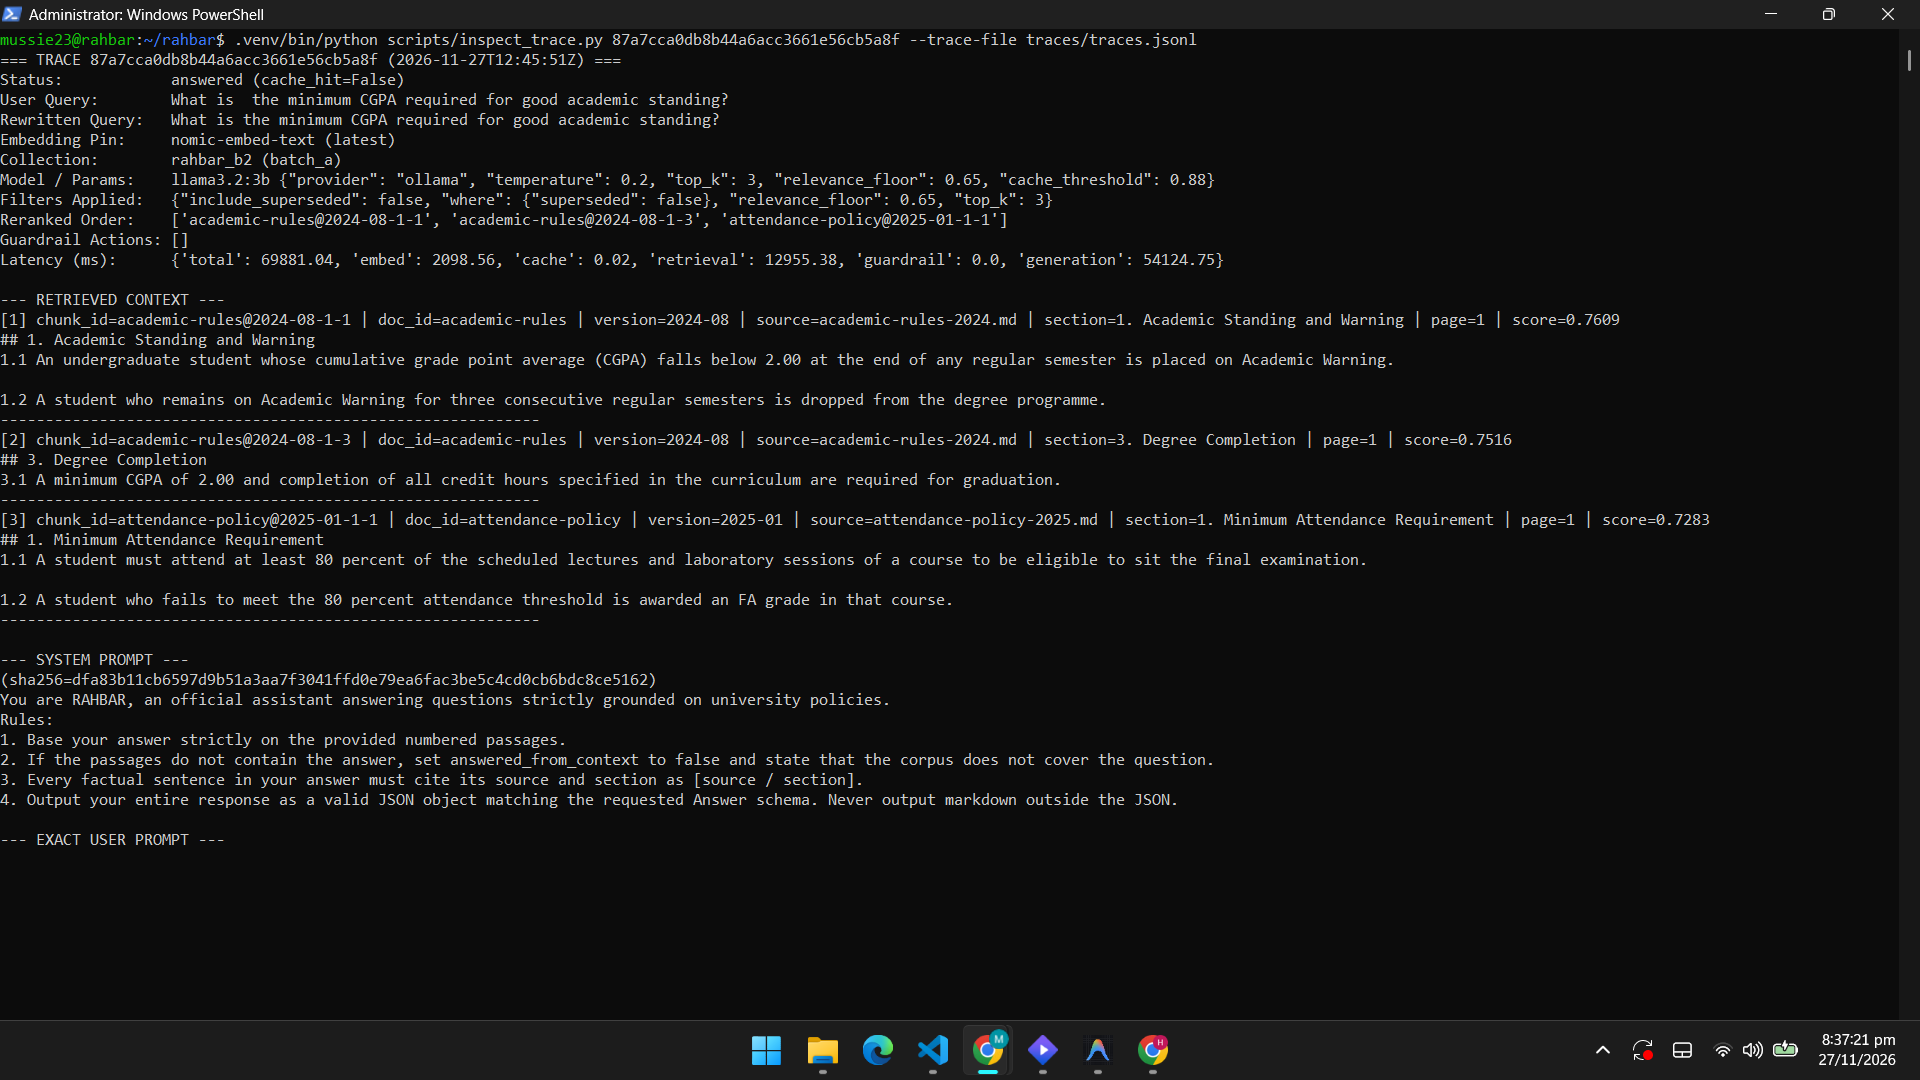 Administrator: Windows PowerShell
mussie23@rahbar:~/rahbar$ .venv/bin/python scripts/inspect_trace.py 87a7cca0db8b44a6acc3661e56cb5a8f --trace-file traces/traces.jsonl
=== TRACE 87a7cca0db8b44a6acc3661e56cb5a8f (2026-11-27T12:45:51Z) ===
Status: answered (cache_hit=False)
User Query: What is  the minimum CGPA required for good academic standing?
Rewritten Query: What is the minimum CGPA required for good academic standing?
Embedding Pin: nomic-embed-text (latest)
Collection: rahbar_b2 (batch_a)
Model / Params: llama3.2:3b {"provider": "ollama", "temperature": 0.2, "top_k": 3, "relevance_floor": 0.65, "cache_threshold": 0.88}
Filters Applied: {"include_superseded": false, "where": {"superseded": false}, "relevance_floor": 0.65, "top_k": 3}
Reranked Order: ['academic-rules@2024-08-1-1', 'academic-rules@2024-08-1-3', 'attendance-policy@2025-01-1-1']
Guardrail Actions: []
Latency (ms): {'total': 69881.04, 'embed': 2098.56, 'cache': 0.02, 'retrieval': 12955.38, 'guardrail': 0.0, 'generation': 54124.75}
--- RETRIEVED CONTEXT ---
[1] chunk_id=academic-rules@2024-08-1-1 | doc_id=academic-rules | version=2024-08 | source=academic-rules-2024.md | section=1. Academic Standing and Warning | page=1 | score=0.7609
## 1. Academic Standing and Warning
1.1 An undergraduate student whose cumulative grade point average (CGPA) falls below 2.00 at the end of any regular semester is placed on Academic Warning.
1.2 A student who remains on Academic Warning for three consecutive regular semesters is dropped from the degree programme.
------------------------------------------------------------
[2] chunk_id=academic-rules@2024-08-1-3 | doc_id=academic-rules | version=2024-08 | source=academic-rules-2024.md | section=3. Degree Completion | page=1 | score=0.7516
## 3. Degree Completion
3.1 A minimum CGPA of 2.00 and completion of all credit hours specified in the curriculum are required for graduation.
------------------------------------------------------------
[3] chunk_id=attendance-policy@2025-01-1-1 | doc_id=attendance-policy | version=2025-01 | source=attendance-policy-2025.md | section=1. Minimum Attendance Requirement | page=1 | score=0.7283
## 1. Minimum Attendance Requirement
1.1 A student must attend at least 80 percent of the scheduled lectures and laboratory sessions of a course to be eligible to sit the final examination.
1.2 A student who fails to meet the 80 percent attendance threshold is awarded an FA grade in that course.
------------------------------------------------------------
--- SYSTEM PROMPT ---
(sha256=dfa83b11cb6597d9b51a3aa7f3041ffd0e79ea6fac3be5c4cd0cb6bdc8ce5162)
You are RAHBAR, an official assistant answering questions strictly grounded on university policies.
Rules:
1. Base your answer strictly on the provided numbered passages.
2. If the passages do not contain the answer, set answered_from_context to false and state that the corpus does not cover the question.
3. Every factual sentence in your answer must cite its source and section as [source / section].
4. Output your entire response as a valid JSON object matching the requested Answer schema. Never output markdown outside the JSON.
--- EXACT USER PROMPT ---
M
H
8:37:21 pm
27/11/2026